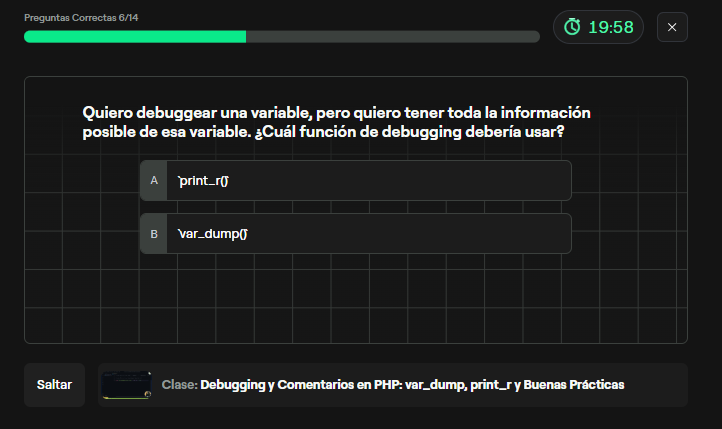 Preguntas Correctas 6/14
19:58
Quiero debuggear una variable, pero quiero tener toda la información
posible de esa variable. ¿Cuál función de debugging debería usar?
A `print_r()`
B `var_dump()`
Saltar
Clase: Debugging y Comentarios en PHP: var_dump, print_r y Buenas Prácticas